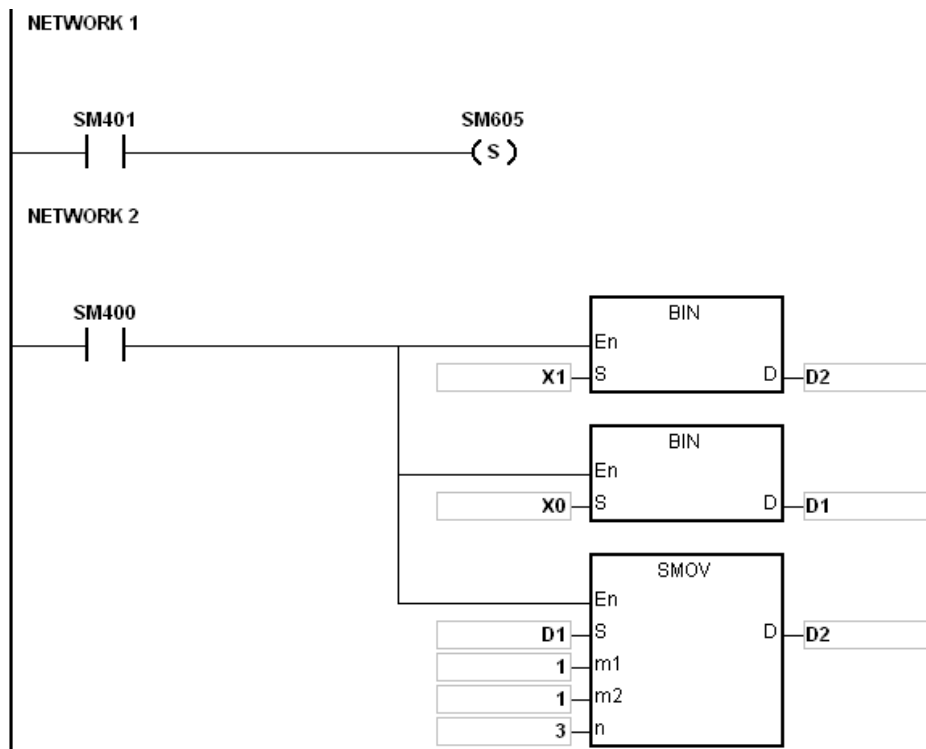 NETWORK 1
SM401 SM605
S
NETWORK 2
SM400
BIN
En
X1 S D D2
BIN
En
X0 S D D1
SMOV
En
D1 S D D2
1 m1
1 m2
3 n